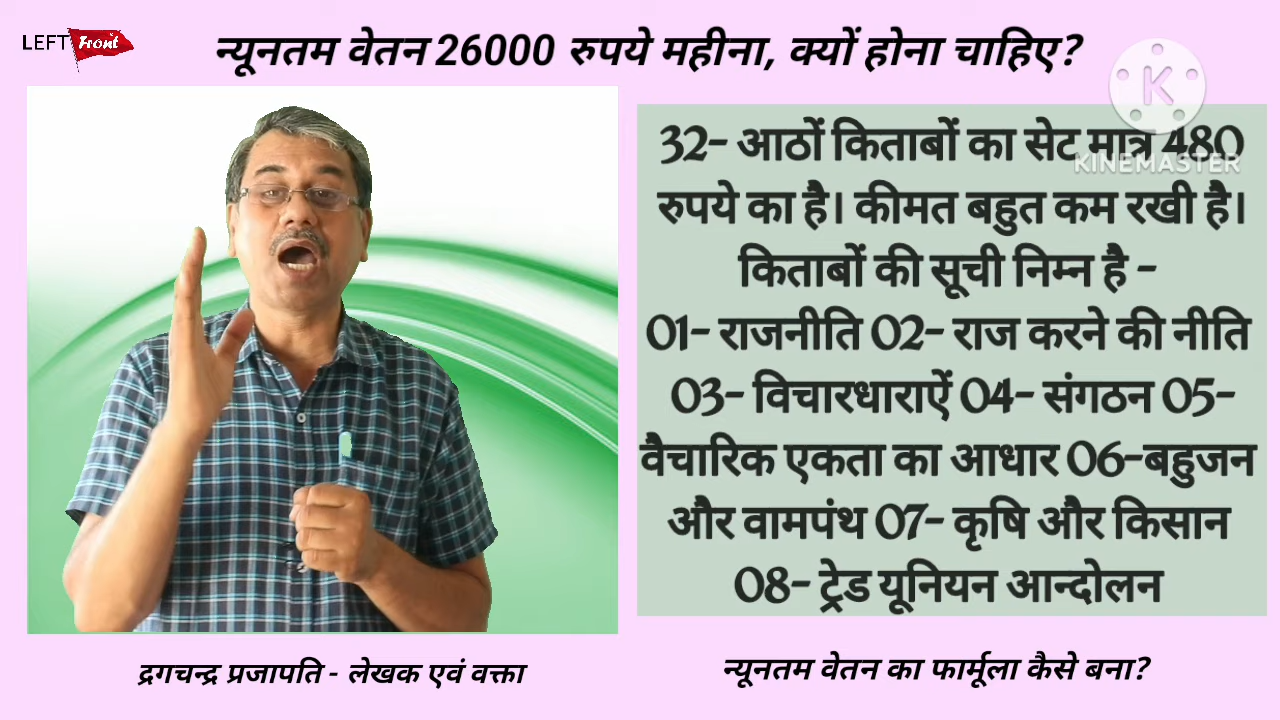 LEFT Front
न्यूनतम वेतन 26000 रुपये महीना, क्यों होना चाहिए?
K
KINEMASTER
32- आठों किताबों का सेट मात्र 480
रुपये का है। कीमत बहुत कम रखी है।
किताबों की सूची निम्न है -
01- राजनीति 02- राज करने की नीति
03- विचारधाराऐं 04- संगठन 05-
वैचारिक एकता का आधार 06-बहुजन
और वामपंथ 07- कृषि और किसान
08- ट्रेड यूनियन आन्दोलन
द्रगचन्द्र प्रजापति - लेखक एवं वक्ता
न्यूनतम वेतन का फार्मूला कैसे बना?